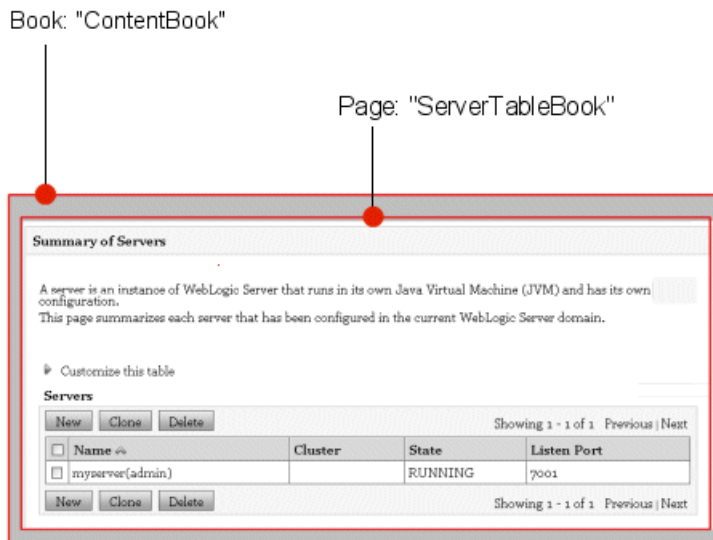 Book: "ContentBook"
Page: "ServerTableBook"
Summary of Servers
A server is an instance of WebLogic Server that runs in its own Java Virtual Machine (JVM) and has its own
configuration.
This page summarizes each server that has been configured in the current WebLogic Server domain.
Customize this table
Servers
New Clone Delete Showing 1 - 1 of 1 Previous | Next
Name Cluster State Listen Port
myserver(admin) RUNNING 7001
New Clone Delete Showing 1 - 1 of 1 Previous | Next